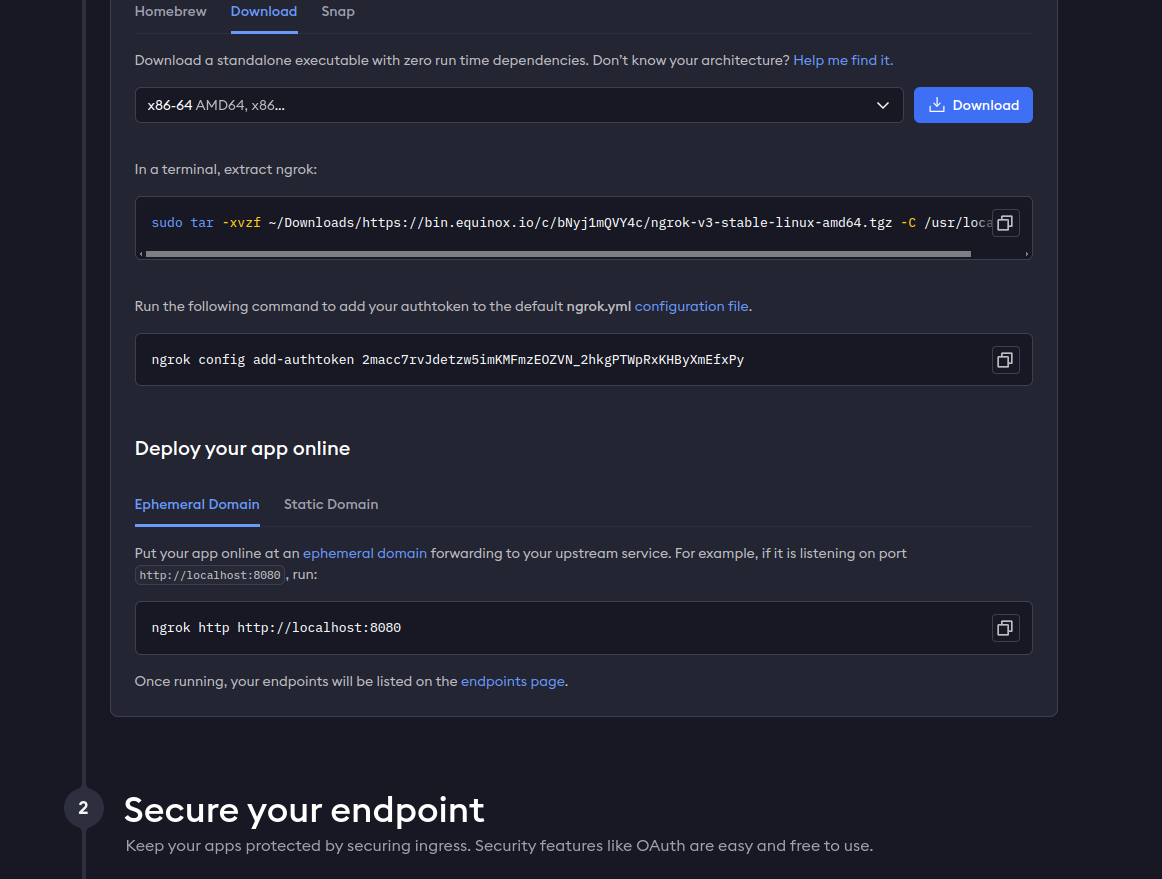 Homebrew Download Snap
Download a standalone executable with zero run time dependencies. Don't know your architecture? Help me find it.
x86-64 AMD64, x86... Download
In a terminal, extract ngrok:
sudo tar -xvzf ~/Downloads/https://bin.equinox.io/c/bNyj1mQVY4c/ngrok-v3-stable-linux-amd64.tgz -C /usr/loca
Run the following command to add your authtoken to the default ngrok.yml configuration file.
ngrok config add-authtoken 2macc7rvJdetzw5imKMFmzEOZVN_2hkgPTWpRxKHByXmEfxPy
Deploy your app online
Ephemeral Domain Static Domain
Put your app online at an ephemeral domain forwarding to your upstream service. For example, if it is listening on port
http://localhost:8080, run:
ngrok http http://localhost:8080
Once running, your endpoints will be listed on the endpoints page.
2 Secure your endpoint
Keep your apps protected by securing ingress. Security features like OAuth are easy and free to use.